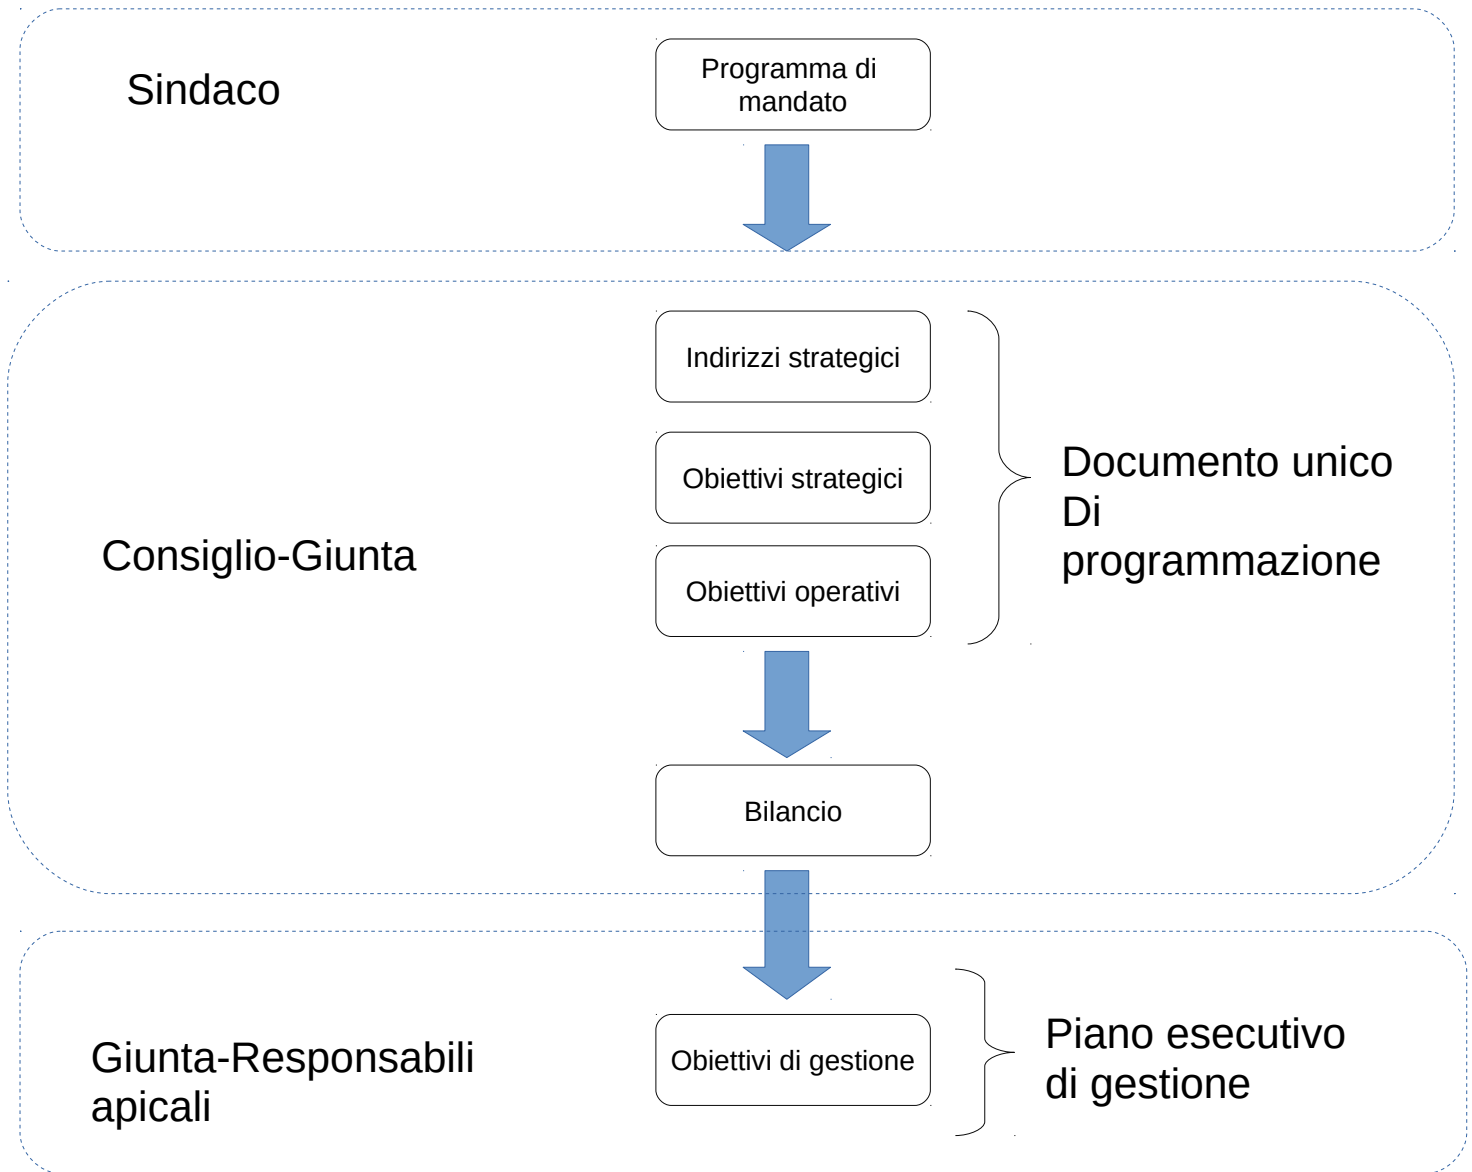 Sindaco
Programma di
mandato
Indirizzi strategici
Obiettivi strategici
Obiettivi operativi
Documento unico
Di
programmazione
Consiglio-Giunta
Bilancio
Giunta-Responsabili
apicali
Obiettivi di gestione
Piano esecutivo
di gestione